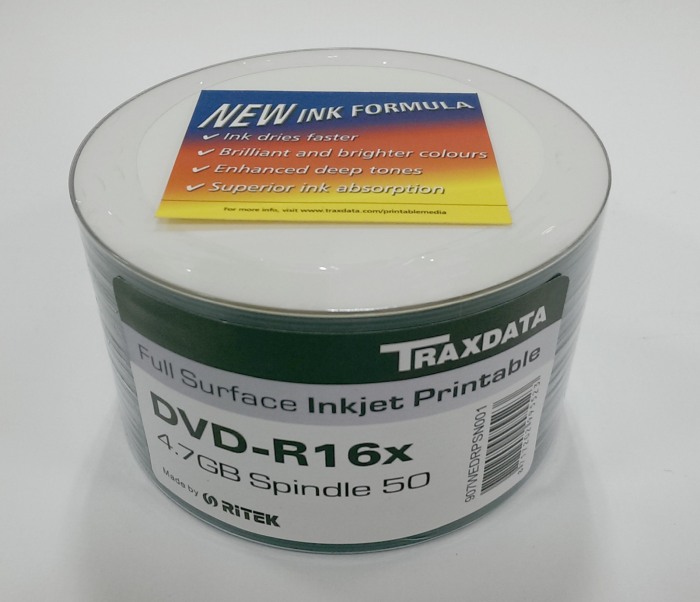 NEW INK FORMULA
✓ Ink dries faster
✓ Brilliant and brighter colours
✓ Enhanced deep tones
✓ Superior ink absorption
For more info, visit www.traxdata.com/printablemedia
TRAXDATA
Full Surface Inkjet Printable
DVD-R16x
4.7GB Spindle 50
Made by RiTEK
907WEDRPSN001